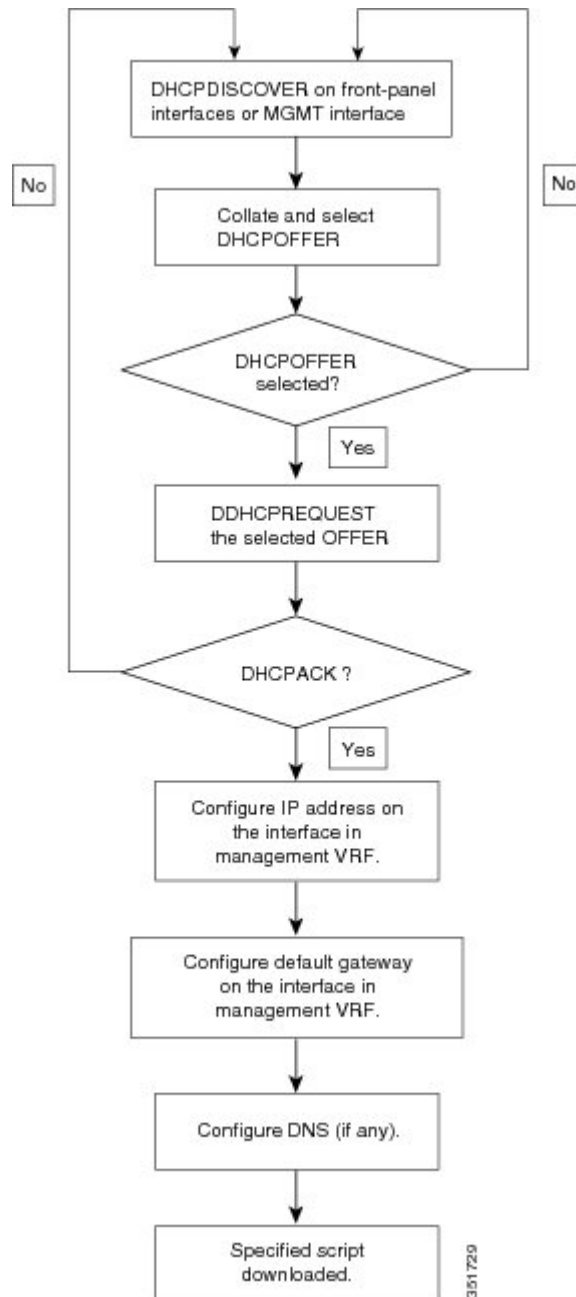 DHCPDISCOVER on front-panel
interfaces or MGMT interface
No
No
Collate and select
DHCPOFFER
DHCPOFFER
selected?
Yes
DDHCPREQUEST
the selected OFFER
DHCPACK ?
Yes
Configure IP address on
the interface in
management VRF.
Configure default gateway
on the interface in
management VRF.
Configure DNS (if any).
Specified script
downloaded.
351729